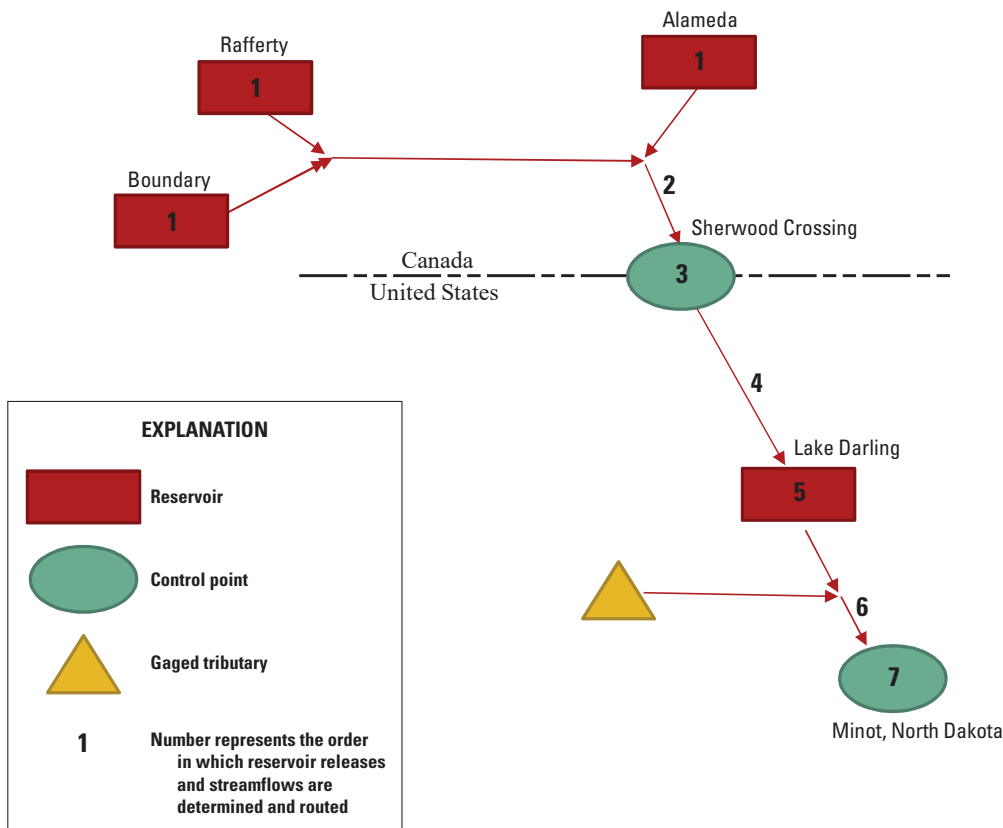 Alameda
1
Rafferty
1
Boundary
1
2
Sherwood Crossing
Canada
3
United States
4
Lake Darling
5
6
7
Minot, North Dakota
EXPLANATION
Reservoir
Control point
Gaged tributary
1
Number represents the order
in which reservoir releases
and streamflows are
determined and routed